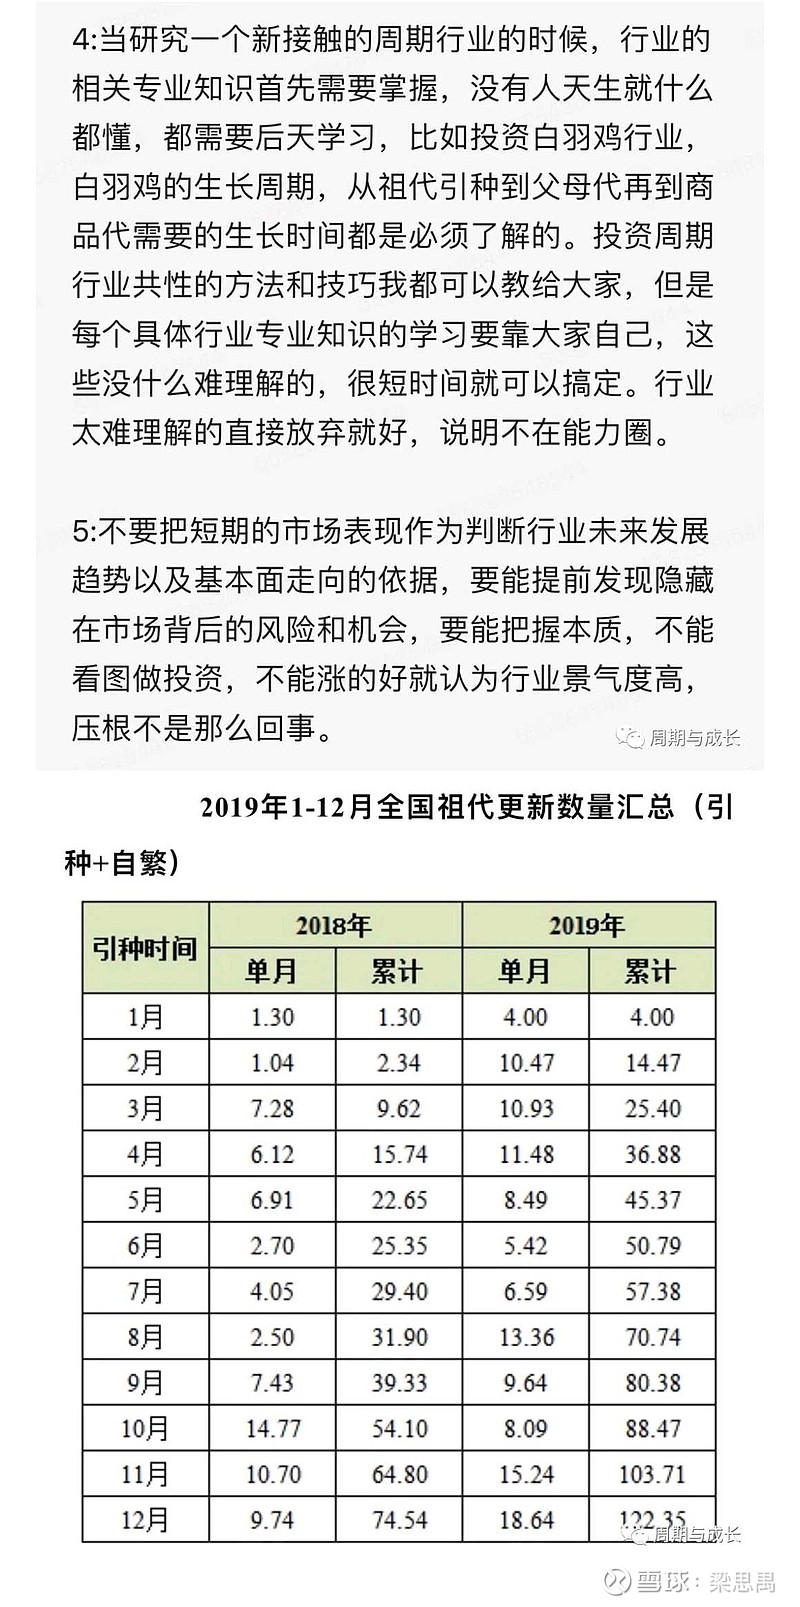 4:当研究一个新接触的周期行业的时候，行业的
相关专业知识首先需要掌握，没有人天生就什么
都懂，都需要后天学习，比如投资白羽鸡行业，
白羽鸡的生长周期，从祖代引种到父母代再到商
品代需要的生长时间都是必须了解的。投资周期
行业共性的方法和技巧我都可以教给大家，但是
每个具体行业专业知识的学习要靠大家自己，这
些没什么难理解的，很短时间就可以搞定。行业
太难理解的直接放弃就好，说明不在能力圈。
5:不要把短期的市场表现作为判断行业未来发展
趋势以及基本面走向的依据，要能提前发现隐藏
在市场背后的风险和机会，要能把握本质，不能
看图做投资，不能涨的好就认为行业景气度高，
压根不是那么回事。
周期与成长
2019年1-12月全国祖代更新数量汇总（引
种+自繁）
引种时间 2018年 2019年
单月 累计 单月 累计
1月 1.30 1.30 4.00 4.00
2月 1.04 2.34 10.47 14.47
3月 7.28 9.62 10.93 25.40
4月 6.12 15.74 11.48 36.88
5月 6.91 22.65 8.49 45.37
6月 2.70 25.35 5.42 50.79
7月 4.05 29.40 6.59 57.38
8月 2.50 31.90 13.36 70.74
9月 7.43 39.33 9.64 80.38
10月 14.77 54.10 8.09 88.47
11月 10.70 64.80 15.24 103.71
12月 9.74 74.54 18.64 122.35
周期与成长
雪球：梁思禺